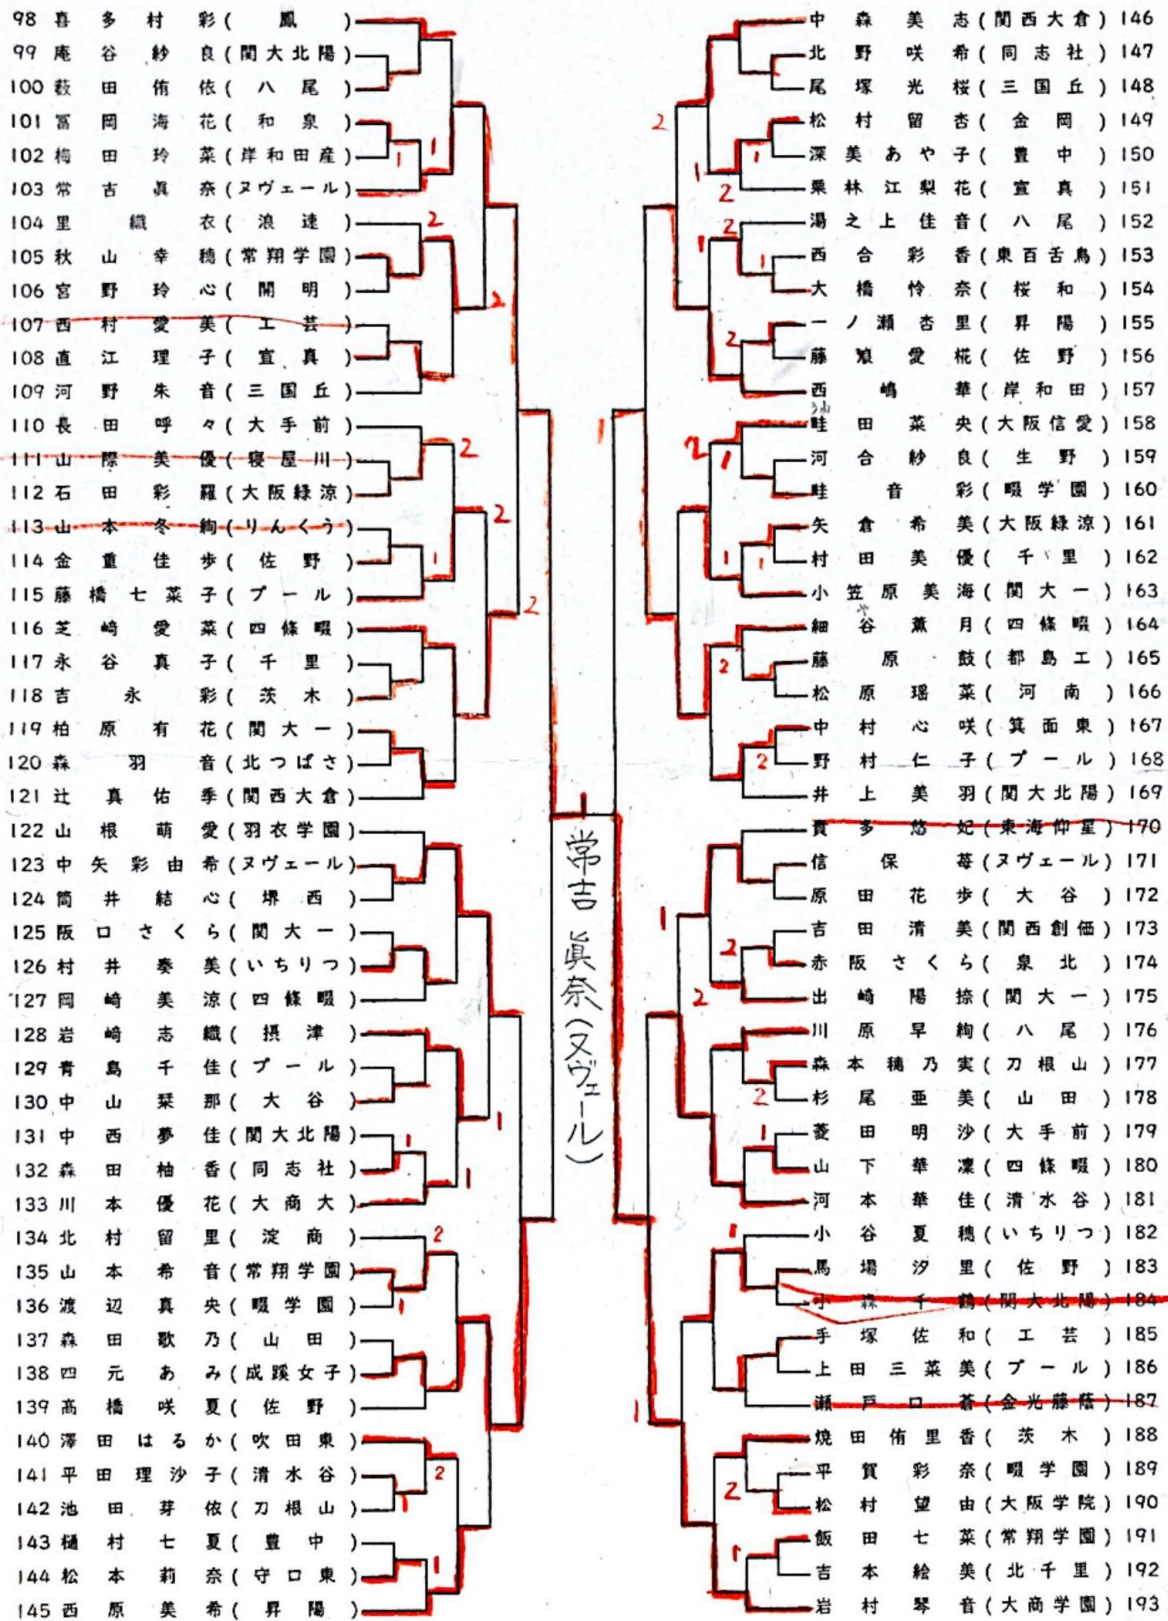 98 喜多村彩(鳳)
99 庵谷紗良(関大北陽)
100 薮田侑依(八尾)
101 冨岡海花(和泉)
102 梅田玲菜(岸和田産)
103 常吉眞奈(ヌヴェール)
104 里織衣(浪速)
105 秋山幸穂(常翔学園)
106 宮野玲心(開明)
107 西村愛美(工芸)
108 直江理子(宣真)
109 河野朱音(三国丘)
110 長田呼々(大手前)
111 山際美優(寝屋川)
112 石田彩羅(大阪緑涼)
113 山本冬絢(りんくう)
114 金重佳歩(佐野)
115 藤橋七菜子(プール)
116 芝崎愛菜(四條畷)
117 永谷真子(千里)
118 吉永彩(茨木)
119 柏原有花(関大一)
120 森羽音(北つばさ)
121 辻真佑季(関西大倉)
122 山根萌愛(羽衣学園)
123 中矢彩由希(ヌヴェール)
124 筒井結心(堺西)
125 阪口さくら(関大一)
126 村井奏美(いちりつ)
127 岡崎美涼(四條畷)
128 岩崎志織(摂津)
129 青島千佳(プール)
130 中山栞那(大谷)
131 中西夢佳(関大北陽)
132 森田柚香(同志社)
133 川本優花(大商大)
134 北村留里(淀商)
135 山本希音(常翔学園)
136 渡辺真央(畷学園)
137 森田歌乃(山田)
138 四元あみ(成蹊女子)
139 髙橋咲夏(佐野)
140 澤田はるか(吹田東)
141 平田理沙子(清水谷)
142 池田芽依(刀根山)
143 樋村七夏(豊中)
144 松本莉奈(守口東)
145 西原美希(昇陽)
常吉 眞奈(ヌヴェール)
中森美志(関西大倉) 146
北野咲希(同志社) 147
尾塚光桜(三国丘) 148
松村留杏(金岡) 149
深美あや子(豊中) 150
栗林江梨花(宣真) 151
湯之上佳音(八尾) 152
西合彩香(東百舌鳥) 153
大橋怜奈(桜和) 154
一ノ瀬杏里(昇陽) 155
藤愛椛(佐野) 156
西嶋華(岸和田) 157
畦田菜央(大阪信愛) 158
河合紗良(生野) 159
畦音彩(畷学園) 160
矢倉希美(大阪緑涼) 161
村田美優(千里) 162
小笠原美海(関大一) 163
細谷薫月(四條畷) 164
藤原鼓(都島工) 165
松原瑶菜(河南) 166
中村心咲(箕面東) 167
野村仁子(プール) 168
井上美羽(関大北陽) 169
貴多悠妃(東海仰星) 170
信保苺(ヌヴェール) 171
原田花歩(大谷) 172
吉田清美(関西創価) 173
赤阪さくら(泉北) 174
出崎陽捺(関大一) 175
川原早絢(八尾) 176
森本穂乃実(刀根山) 177
杉尾亜美(山田) 178
菱田明沙(大手前) 179
山下華凜(四條畷) 180
河本華佳(清水谷) 181
小谷夏穂(いちりつ) 182
馬場汐里(佐野) 183
小森千鶴(関大北陽) 184
手塚佐和(工芸) 185
上田三菜美(プール) 186
瀬戸口蒼(金光藤蔭) 187
焼田侑里香(茨木) 188
平賀彩奈(畷学園) 189
松村望由(大阪学院) 190
飯田七菜(常翔学園) 191
吉本絵美(北千里) 192
岩村琴音(大商学園) 193